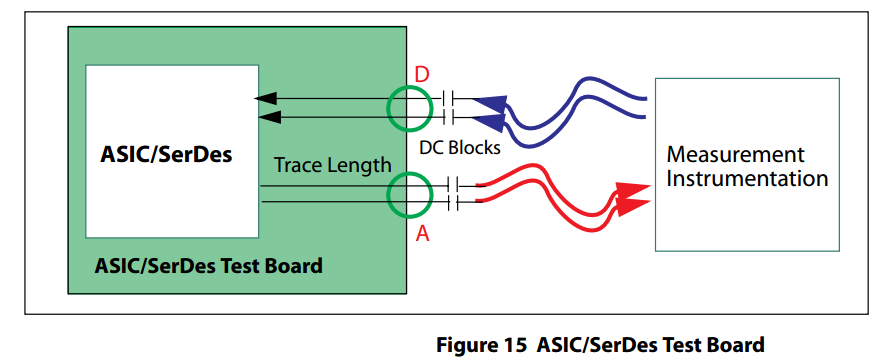 D
ASIC/SerDes
DC Blocks
Trace Length
Measurement
Instrumentation
A
ASIC/SerDes Test Board
Figure 15 ASIC/SerDes Test Board